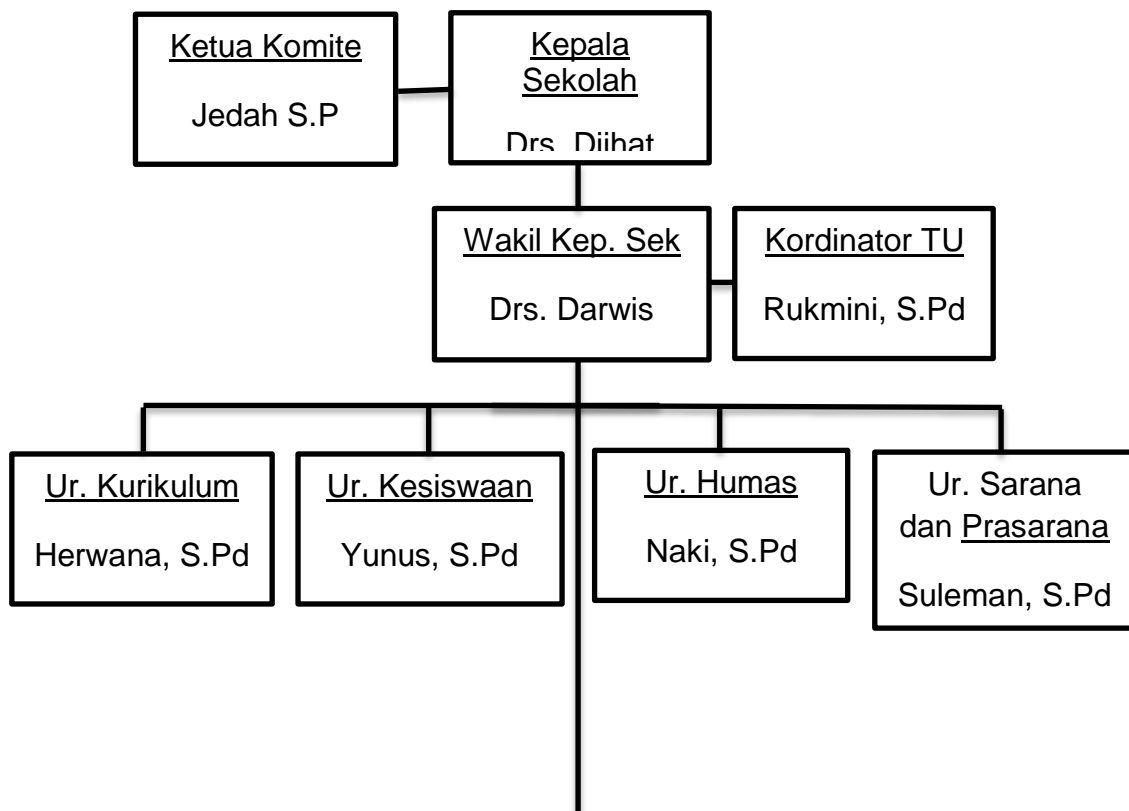 Ketua Komite
Jedah S.P
Kepala
Sekolah
Drs.
Wakil Kep. Sek
Drs. Darwis
Kordinator TU
Rukmini, S.Pd
Ur. Kurikulum
Herwana, S.Pd
Ur. Kesiswaan
Yunus, S.Pd
Ur. Humas
Naki, S.Pd
Ur. Sarana
dan Prasarana
Suleman, S.Pd